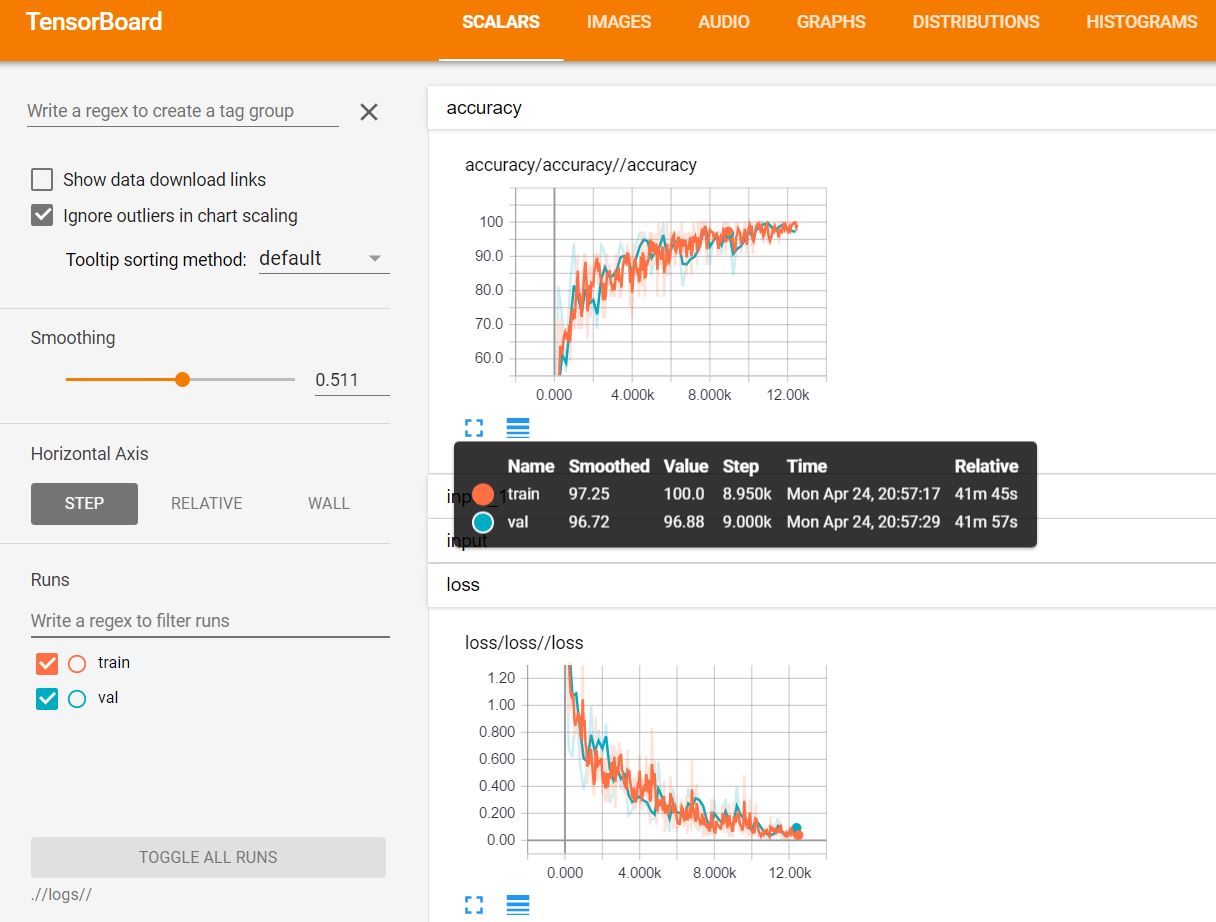 TensorBoard
SCALARS IMAGES AUDIO GRAPHS DISTRIBUTIONS HISTOGRAMS
Write a regex to create a tag group
Show data download links
Ignore outliers in chart scaling
Tooltip sorting method: default
Smoothing
0.511
Horizontal Axis
STEP RELATIVE WALL
Runs
Write a regex to filter runs
train
val
TOGGLE ALL RUNS
.//logs//
accuracy
accuracy/accuracy//accuracy
100
90.0
80.0
70.0
60.0
0.000 4.000k 8.000k 12.00k
Name Smoothed Value Step Time Relative
train 97.25 100.0 8.950k Mon Apr 24, 20:57:17 41m 45s
val 96.72 96.88 9.000k Mon Apr 24, 20:57:29 41m 57s
input_1
input
loss
loss/loss//loss
1.20
1.00
0.800
0.600
0.400
0.200
0.00
0.000 4.000k 8.000k 12.00k